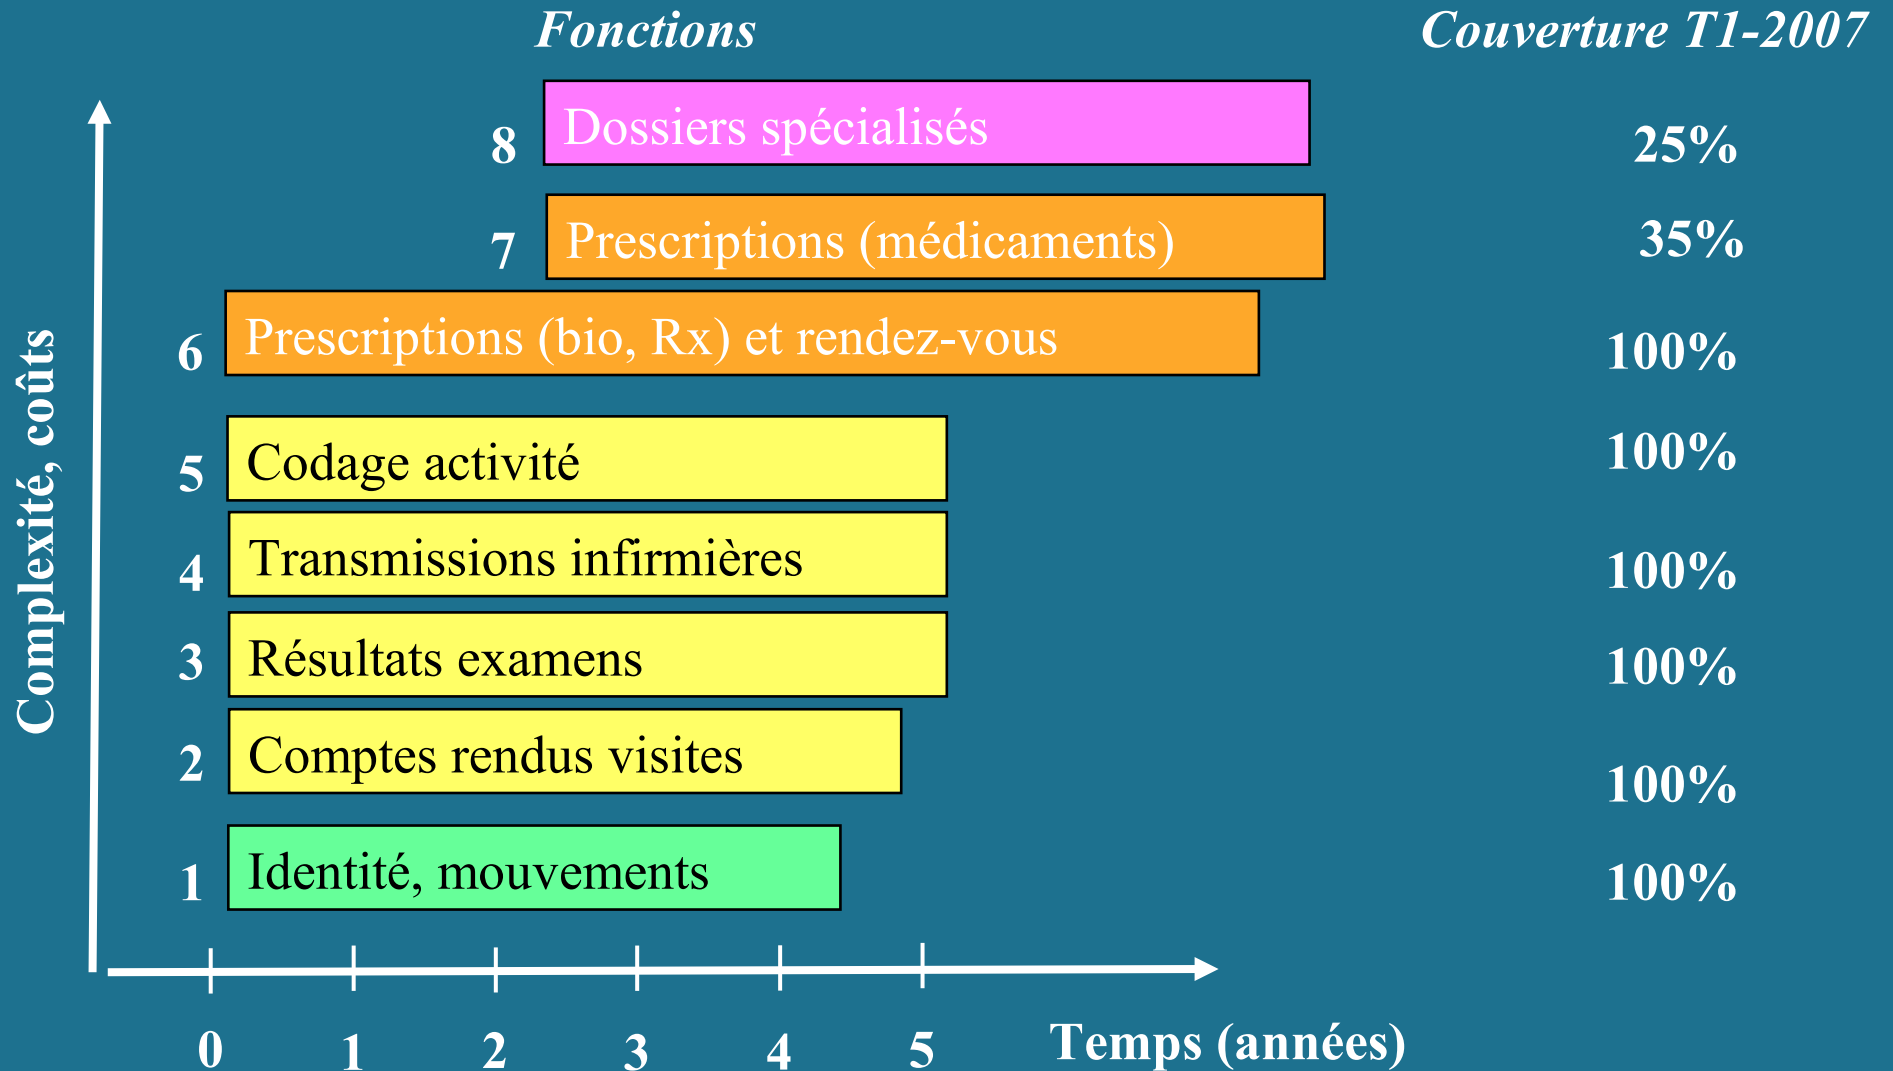 Fonctions
Couverture T1-2007
Complexité, coûts
8 Dossiers spécialisés 25%
7 Prescriptions (médicaments) 35%
6 Prescriptions (bio, Rx) et rendez-vous 100%
5 Codage activité 100%
4 Transmissions infirmières 100%
3 Résultats examens 100%
2 Comptes rendus visites 100%
1 Identité, mouvements 100%
0 1 2 3 4 5 Temps (années)